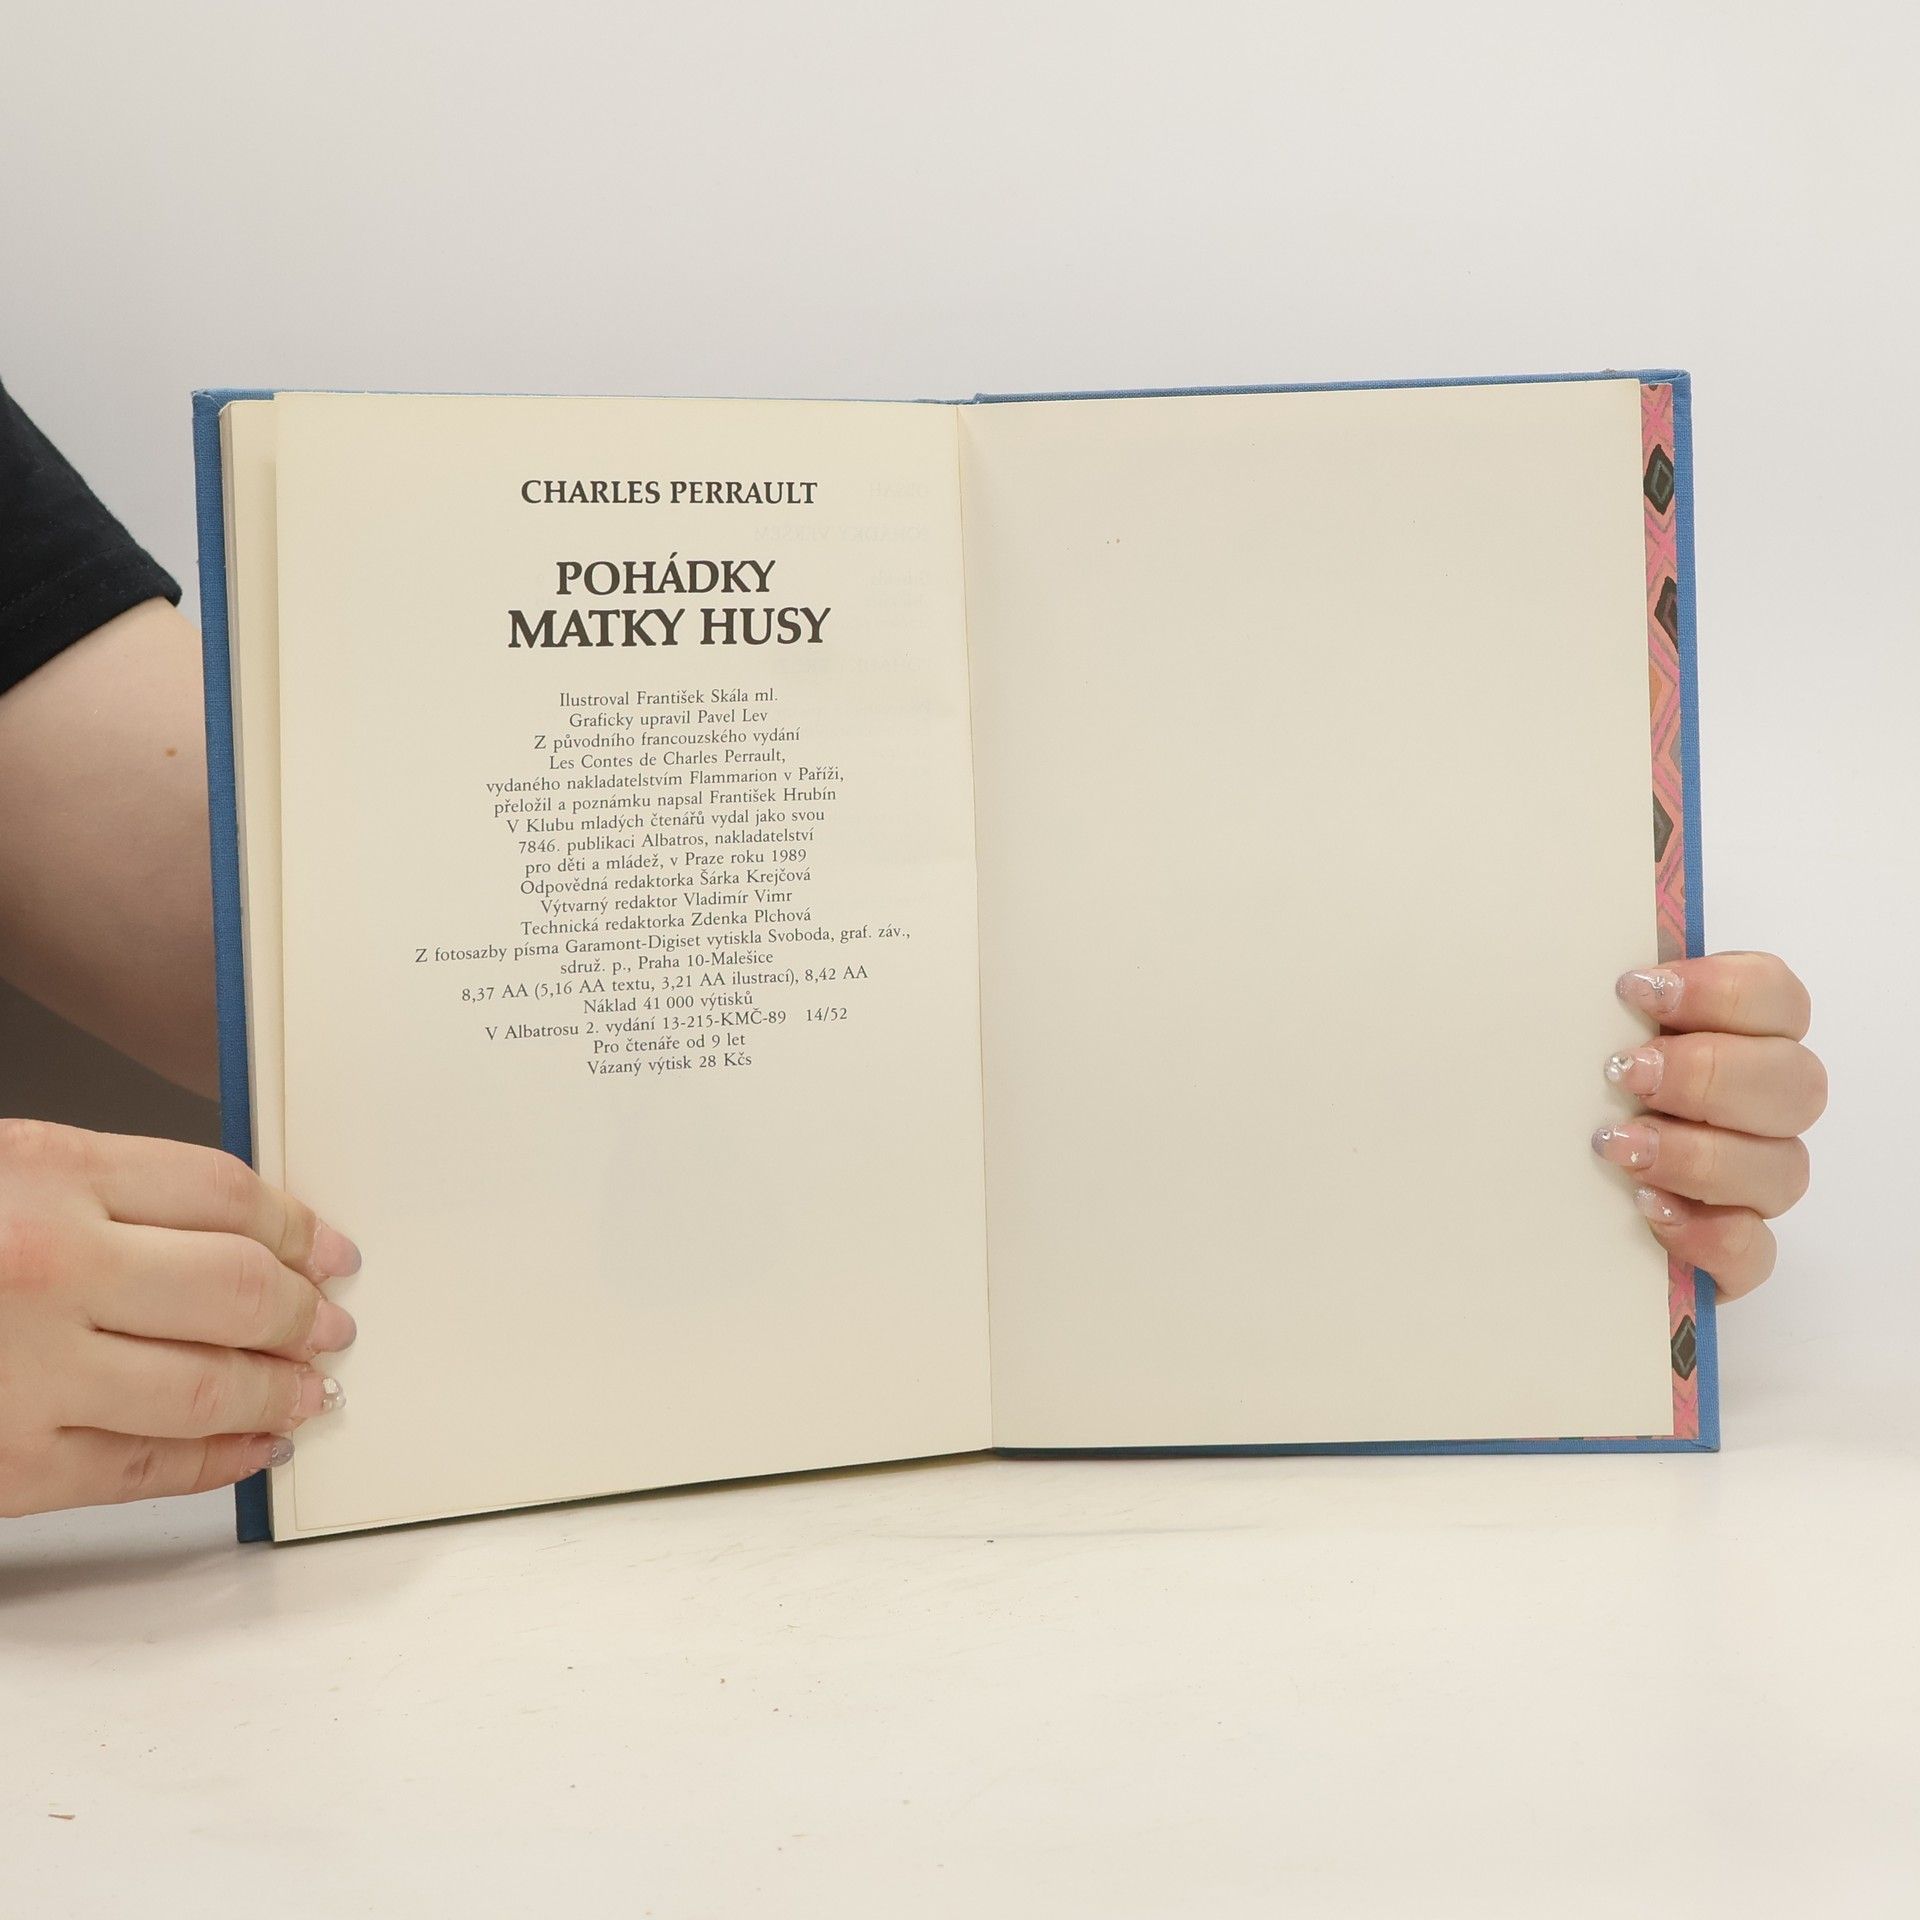 CHARLES PERRAULT
POHÁDKY
MATKY HUSY
Ilustroval František Skála ml.
Graficky upravil Pavel Lev
Z původního francouzského vydání
Les Contes de Charles Perrault,
vydaného nakladatelstvím Flammarion v Paříži,
přeložil a poznámku napsal František Hrubín
V Klubu mladých čtenářů vydal jako svou
7846. publikaci Albatros, nakladatelství
pro děti a mládež, v Praze roku 1989
Odpovědná redaktorka Šárka Krejčová
Výtvarný redaktor Vladimír Vimr
Technická redaktorka Zdenka Plchová
Z fotosazby písma Garamont-Digiset vytiskla Svoboda, graf. záv.,
sdruž. p., Praha 10-Malešice
8,37 AA (5,16 AA textu, 3,21 AA ilustrací), 8,42 AA
Náklad 41 000 výtisků
V Albatrosu 2. vydání 13-215-KMČ-89 14/52
Pro čtenáře od 9 let
Vázaný výtisk 28 Kčs